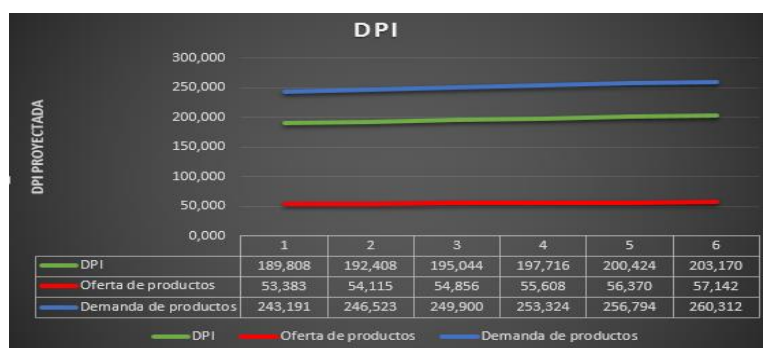 DPI
DPI PROYECTADA
300,000
250,000
200,000
150,000
100,000
50,000
0,000
1 2 3 4 5 6
DPI 189,808 192,408 195,044 197,716 200,424 203,170
Oferta de productos 53,383 54,115 54,856 55,608 56,370 57,142
Demanda de productos 243,191 246,523 249,900 253,324 256,794 260,312
DPI Oferta de productos Demanda de productos